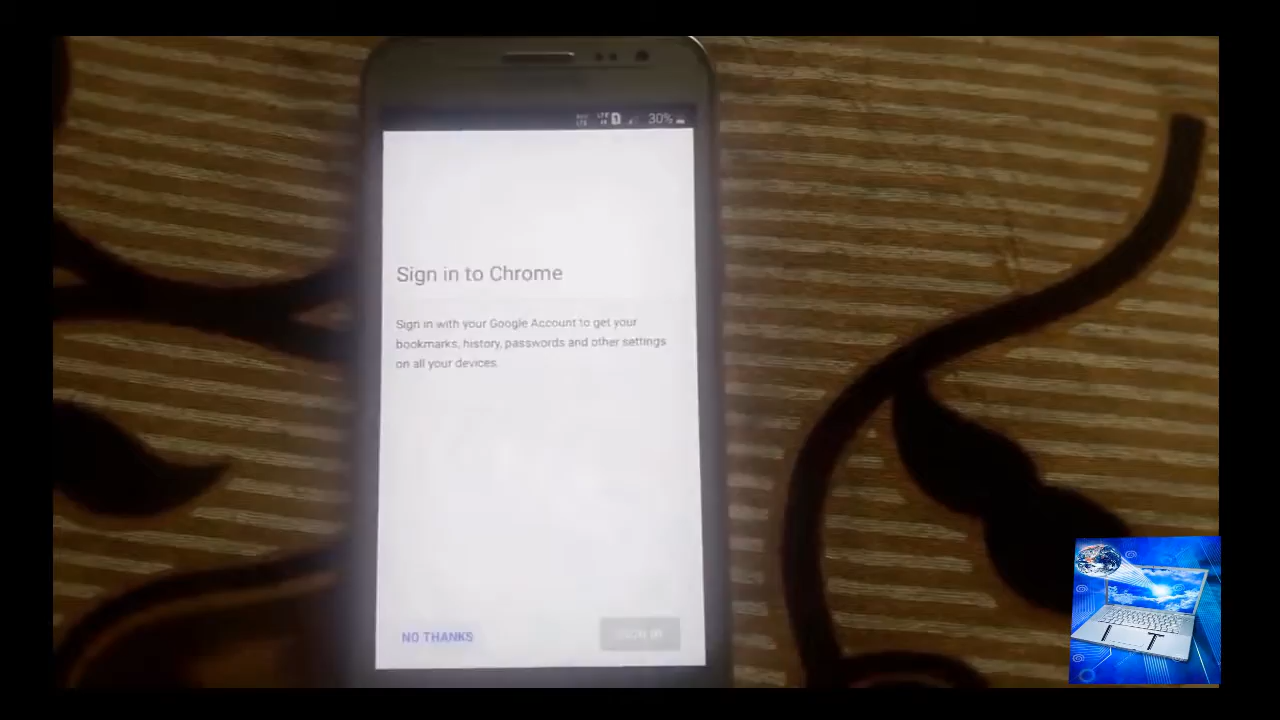 30%
Sign in to Chrome
Sign in with your Google Account to get your
bookmarks, history, passwords and other settings
on all your devices.
NO THANKS
SIGN IN
I T